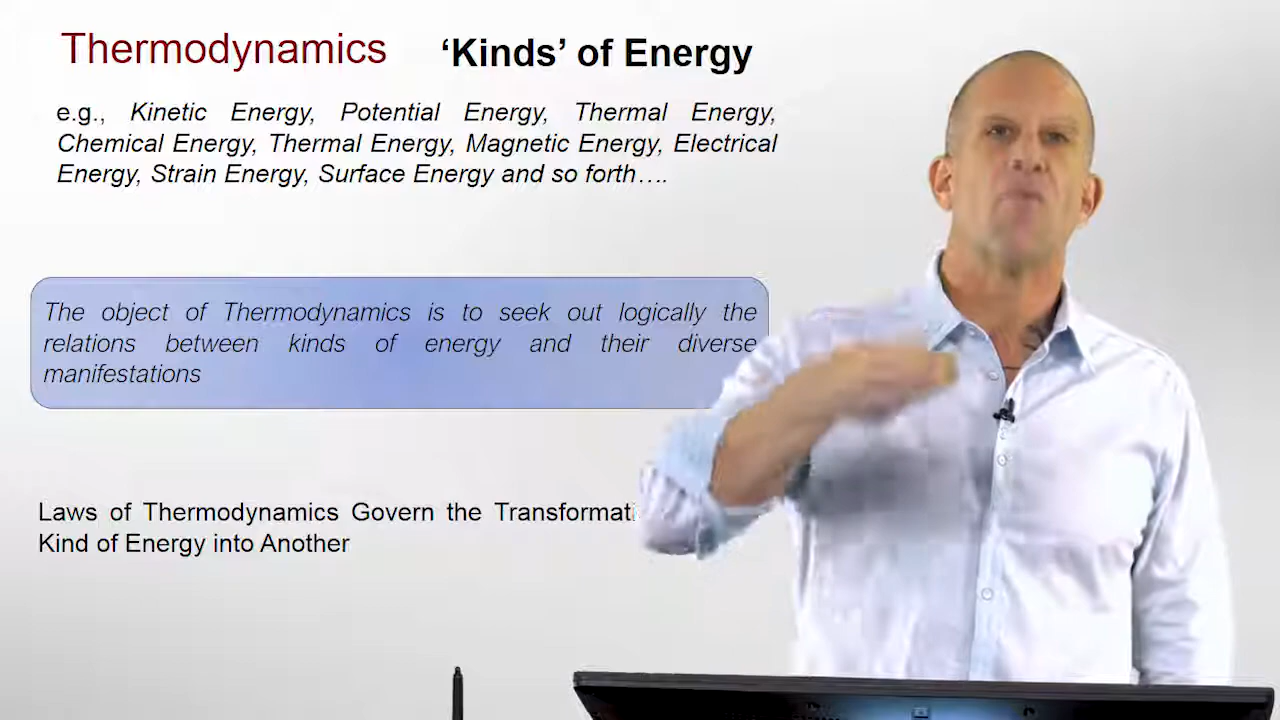 Thermodynamics 'Kinds' of Energy
e.g., Kinetic Energy, Potential Energy, Thermal Energy,
Chemical Energy, Thermal Energy, Magnetic Energy, Electrical
Energy, Strain Energy, Surface Energy and so forth….
The object of Thermodynamics is to seek out logically the
relations between kinds of energy and their diverse
manifestations
Laws of Thermodynamics Govern the
Kind of Energy into Another